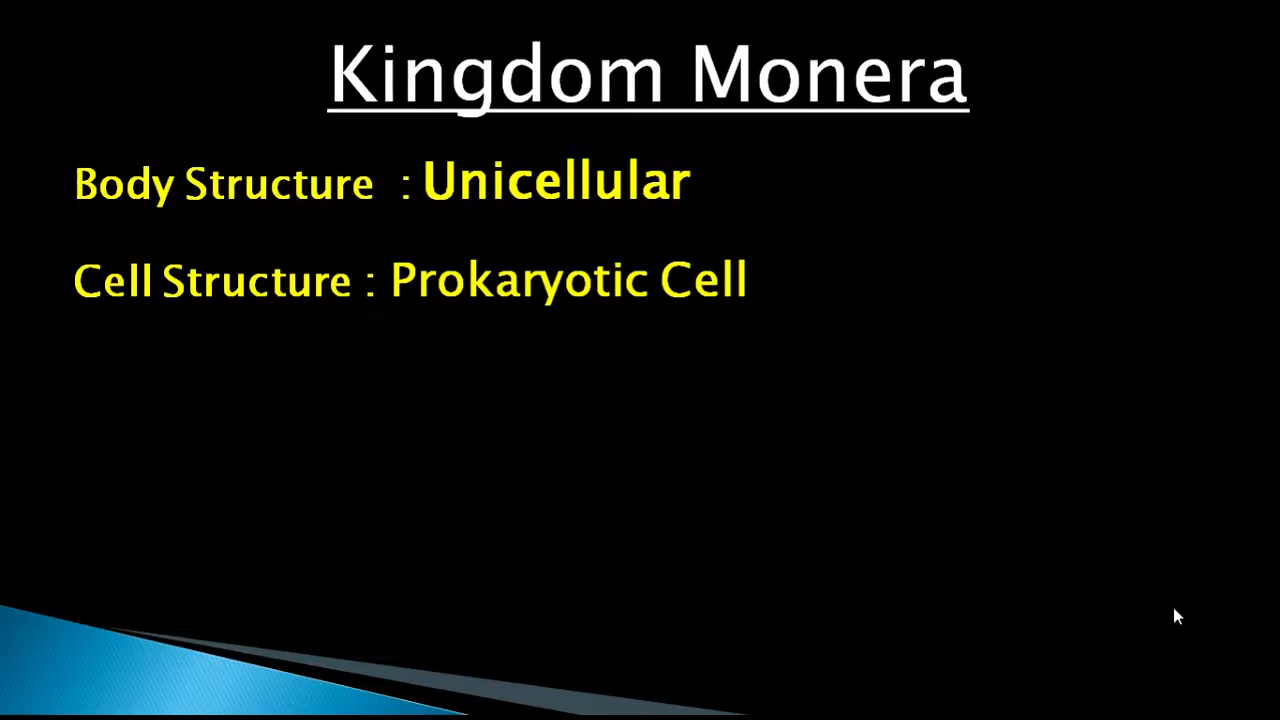 Kingdom Monera
Body Structure : Unicellular
Cell Structure : Prokaryotic Cell